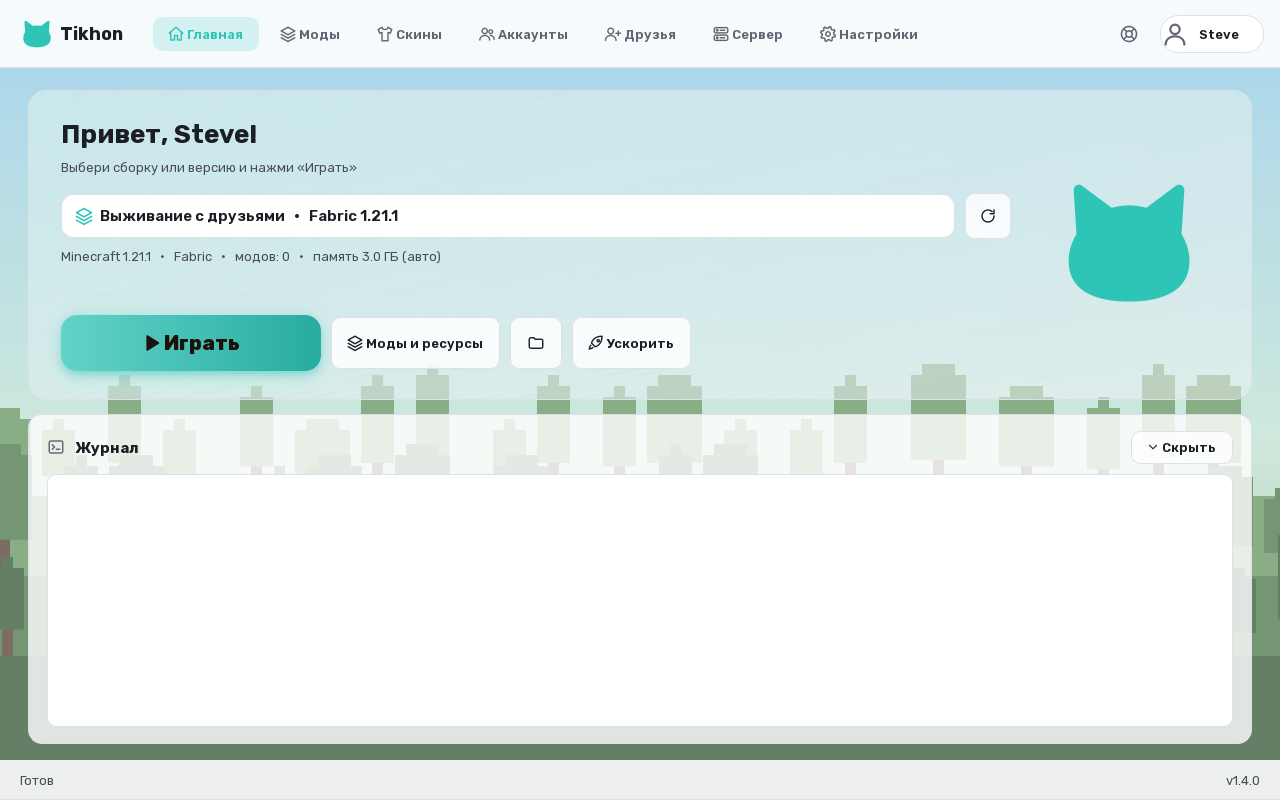 Tikhon
Главная
Моды
Скины
Аккаунты
Друзья
Сервер
Настройки
Steve
Привет, Steve!
Выбери сборку или версию и нажми «Играть»
Выживание с друзьями • Fabric 1.21.1
Minecraft 1.21.1 • Fabric • модов: 0 • память 3.0 ГБ (авто)
Играть
Моды и ресурсы
Ускорить
Журнал
Скрыть
Готов
v1.4.0